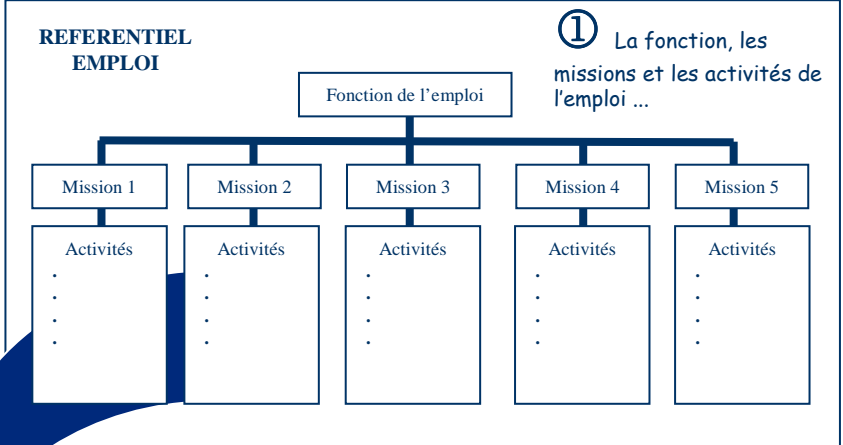 REFERENTIEL
EMPLOI
① La fonction, les
missions et les activités de
l'emploi ...
Fonction de l'emploi
Mission 1
Mission 2
Mission 3
Mission 4
Mission 5
Activités
.
.
.
.
Activités
.
.
.
.
Activités
.
.
.
.
Activités
.
.
.
.
Activités
.
.
.
.